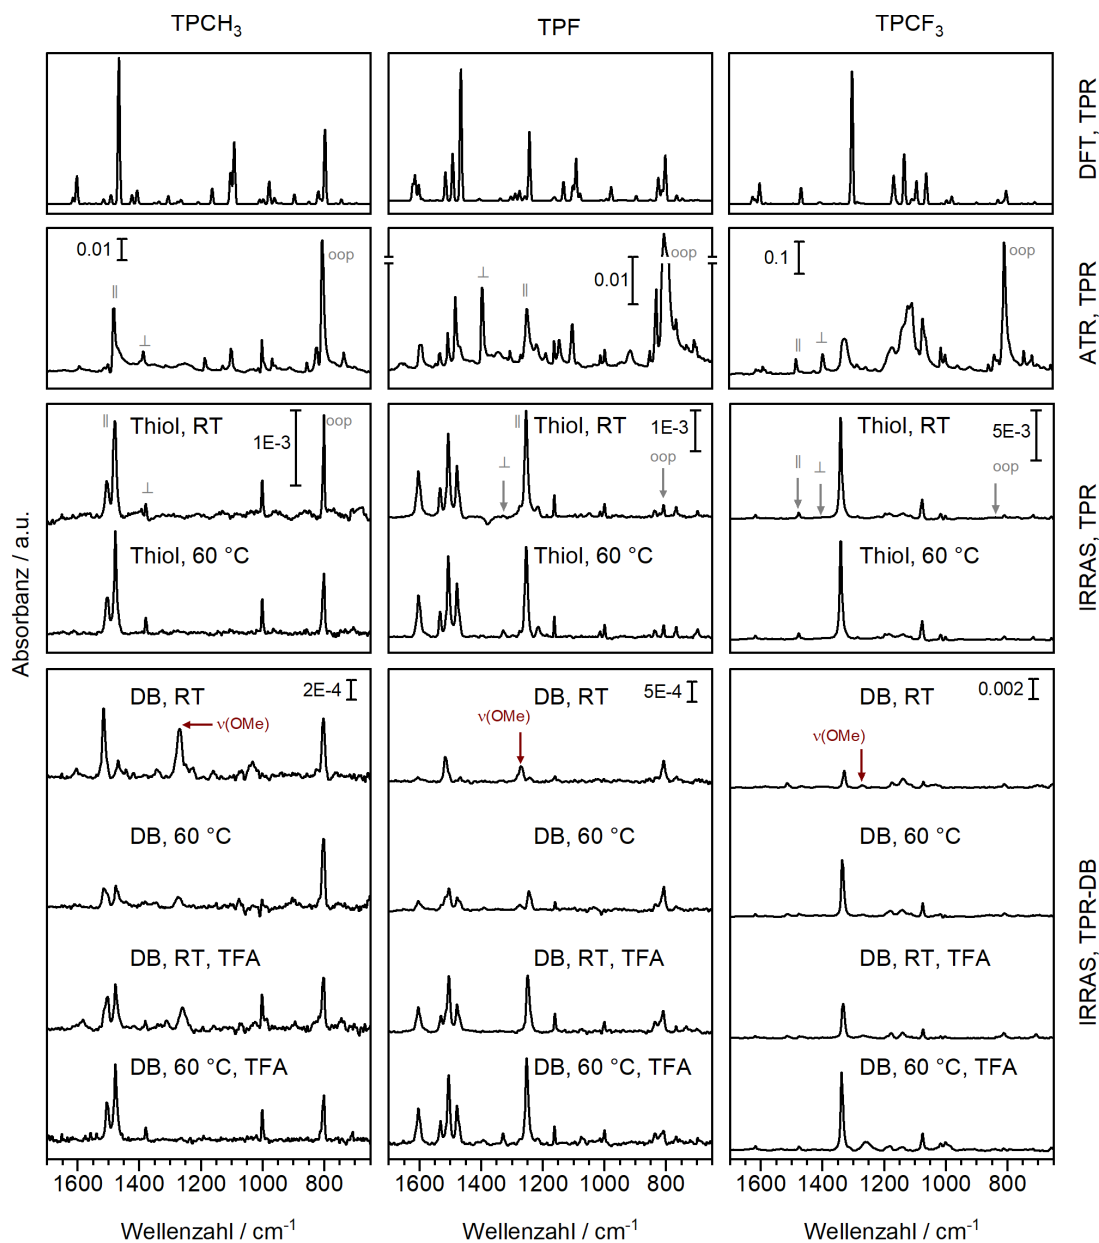 TPCH₃ TPF TPCF₃
DFT, TPR
0.01 oop ∥ ⊥
⊥ ∥ 0.01 oop
0.1 oop ∥ ⊥
ATR, TPR
∥ Thiol, RT oop 1E-3 ⊥
Thiol, 60 °C
∥ Thiol, RT 1E-3 ⊥ oop
Thiol, 60 °C
Thiol, RT 5E-3 ∥ ⊥ oop
Thiol, 60 °C
IRRAS, TPR
Absorbanz / a.u.
DB, RT 2E-4
ν(OMe)
DB, 60 °C
DB, RT, TFA
DB, 60 °C, TFA
DB, RT 5E-4
ν(OMe)
DB, 60 °C
DB, RT, TFA
DB, 60 °C, TFA
DB, RT 0.002
ν(OMe)
DB, 60 °C
DB, RT, TFA
DB, 60 °C, TFA
IRRAS, TPR-DB
1600 1400 1200 1000 800 1600 1400 1200 1000 800 1600 1400 1200 1000 800
Wellenzahl / cm⁻¹ Wellenzahl / cm⁻¹ Wellenzahl / cm⁻¹